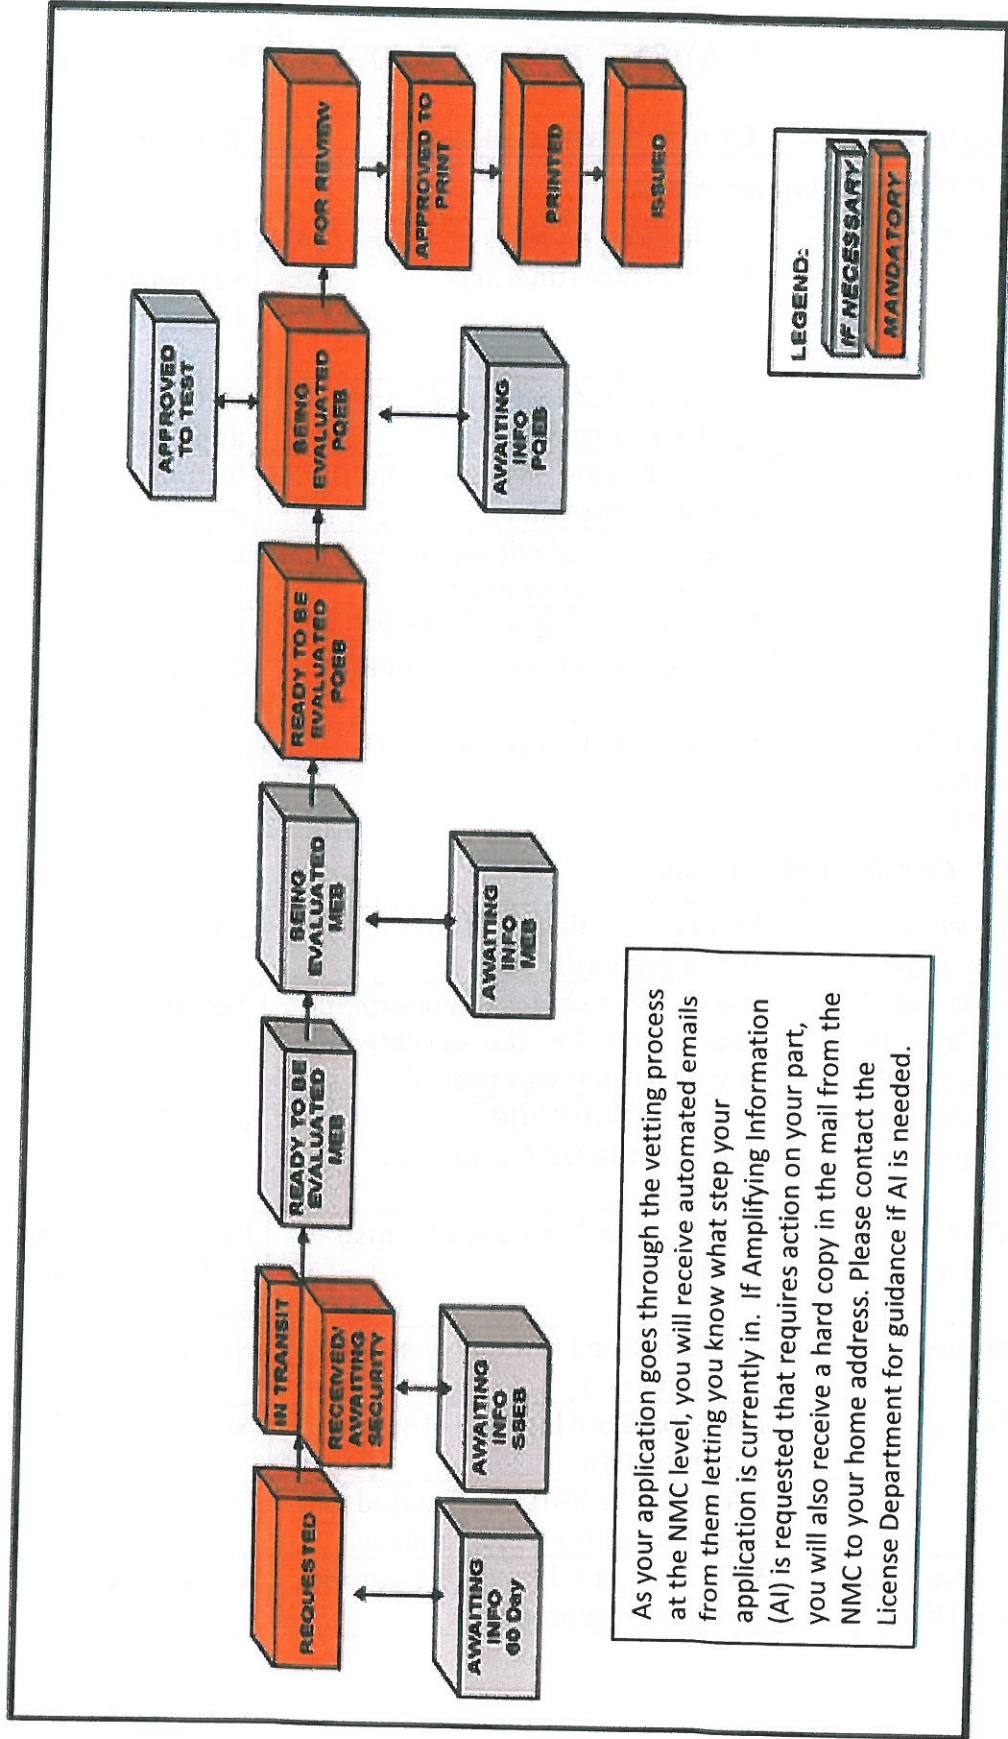 REQUESTED
AWAITING
INFO
60 Day
IN TRANSIT
RECEIVED/
AWAITING
SECURITY
AWAITING
INFO
SBEB
READY TO BE
EVALUATED
MEB
BEING
EVALUATED
MEB
AWAITING
INFO
MEB
READY TO BE
EVALUATED
PQEB
APPROVED
TO TEST
BEING
EVALUATED
PQEB
AWAITING
INFO
PQEB
FOR REVIEW
APPROVED TO
PRINT
PRINTED
ISSUED
As your application goes through the vetting process
at the NMC level, you will receive automated emails
from them letting you know what step your
application is currently in. If Amplifying Information
(AI) is requested that requires action on your part,
you will also receive a hard copy in the mail from the
NMC to your home address. Please contact the
License Department for guidance if AI is needed.
LEGEND:
IF NECESSARY
MANDATORY